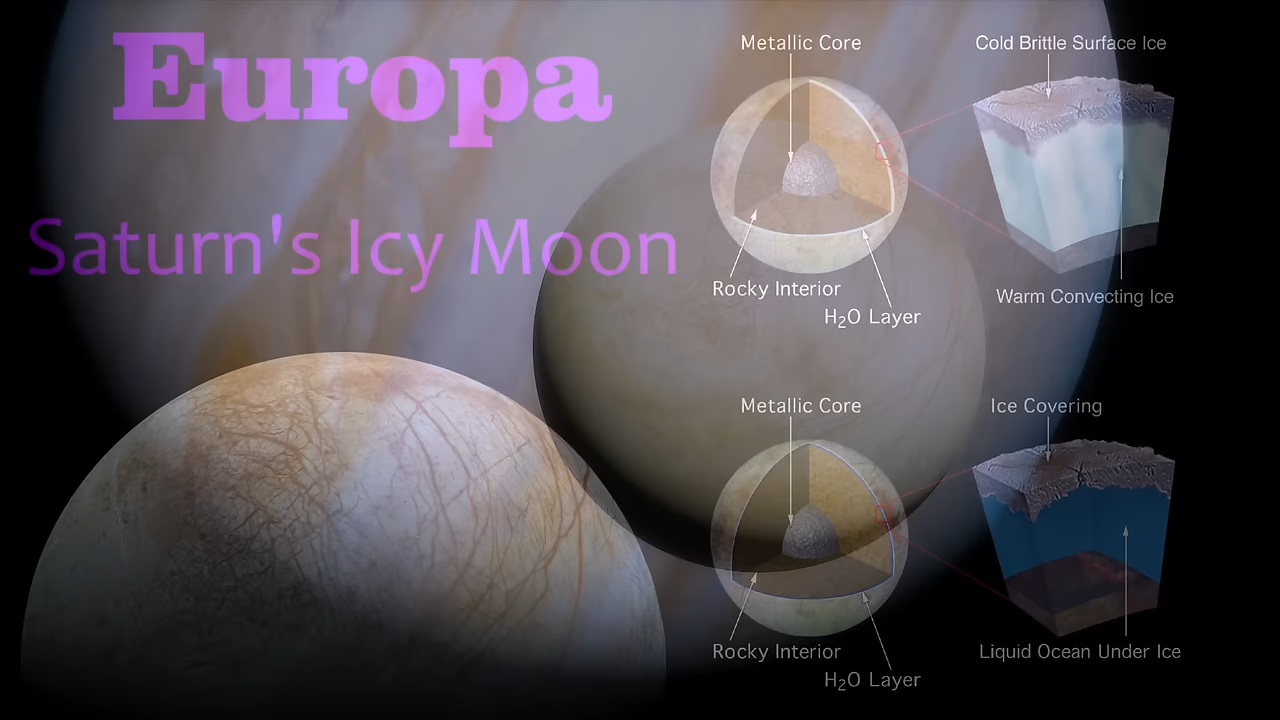 Europa
Saturn's Icy Moon
Metallic Core
Cold Brittle Surface Ice
Rocky Interior
H₂O Layer
Warm Convecting Ice
Metallic Core
Ice Covering
Rocky Interior
H₂O Layer
Liquid Ocean Under Ice